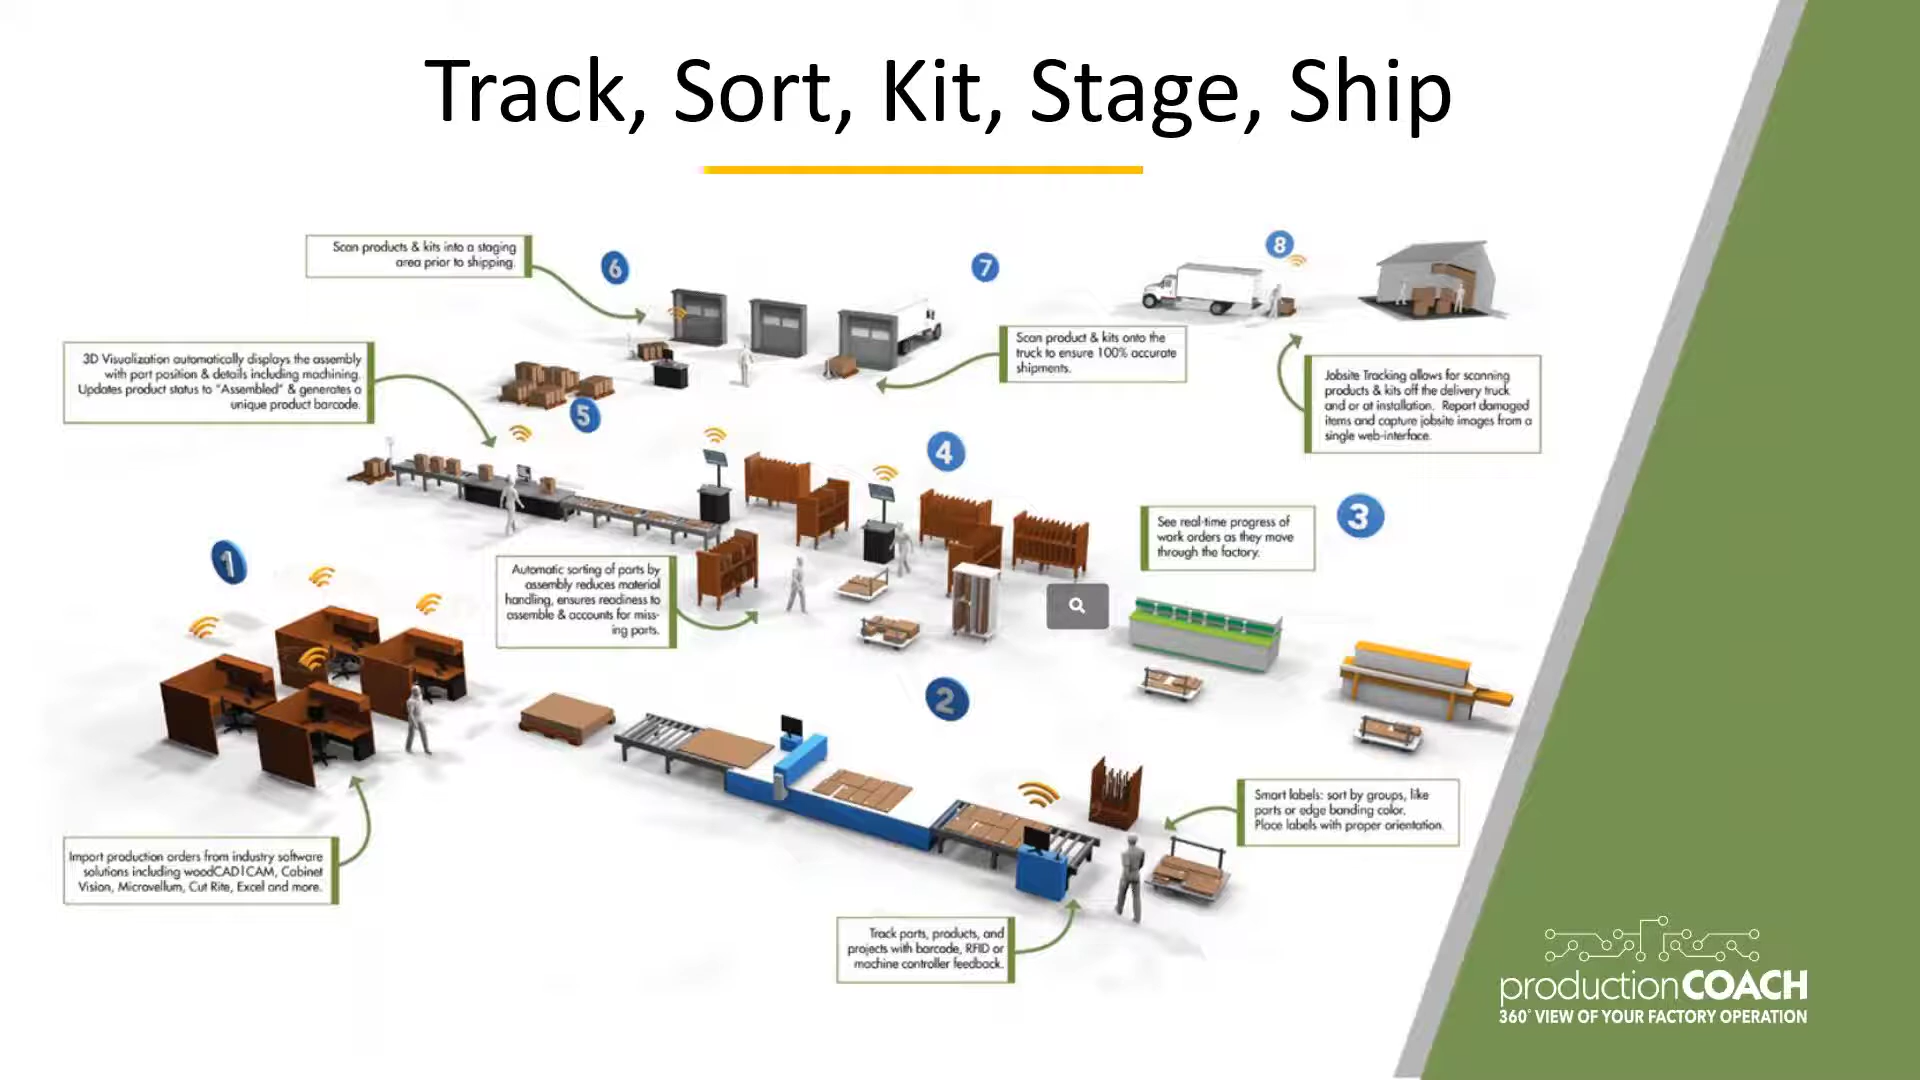 Track, Sort, Kit, Stage, Ship
Scan products & kits into a staging
area prior to shipping.
6
7
8
Scan product & kits onto the
truck to ensure 100% accurate
shipments.
3D Visualization automatically displays the assembly
with part position & details including machining.
Updates product status to "Assembled" & generates a
unique product barcode.
Jobsite Tracking allows for scanning
products & kits off the delivery truck
and or at installation. Report damaged
items and capture jobsite images from a
single web-interface.
5
4
3
See real-time progress of
work orders as they move
through the factory.
1
Automatic sorting of parts by
assembly reduces material
handling, ensures readiness to
assemble & accounts for miss-
ing parts.
2
Smart labels: sort by groups, like
parts or edge banding color.
Place labels with proper orientation.
Import production orders from industry software
solutions including woodCAD|CAM, Cabinet
Vision, Microvellum, Cut Rite, Excel and more.
Track parts, products, and
projects with barcode, RFID or
machine controller feedback.
productionCOACH
360° VIEW OF YOUR FACTORY OPERATION